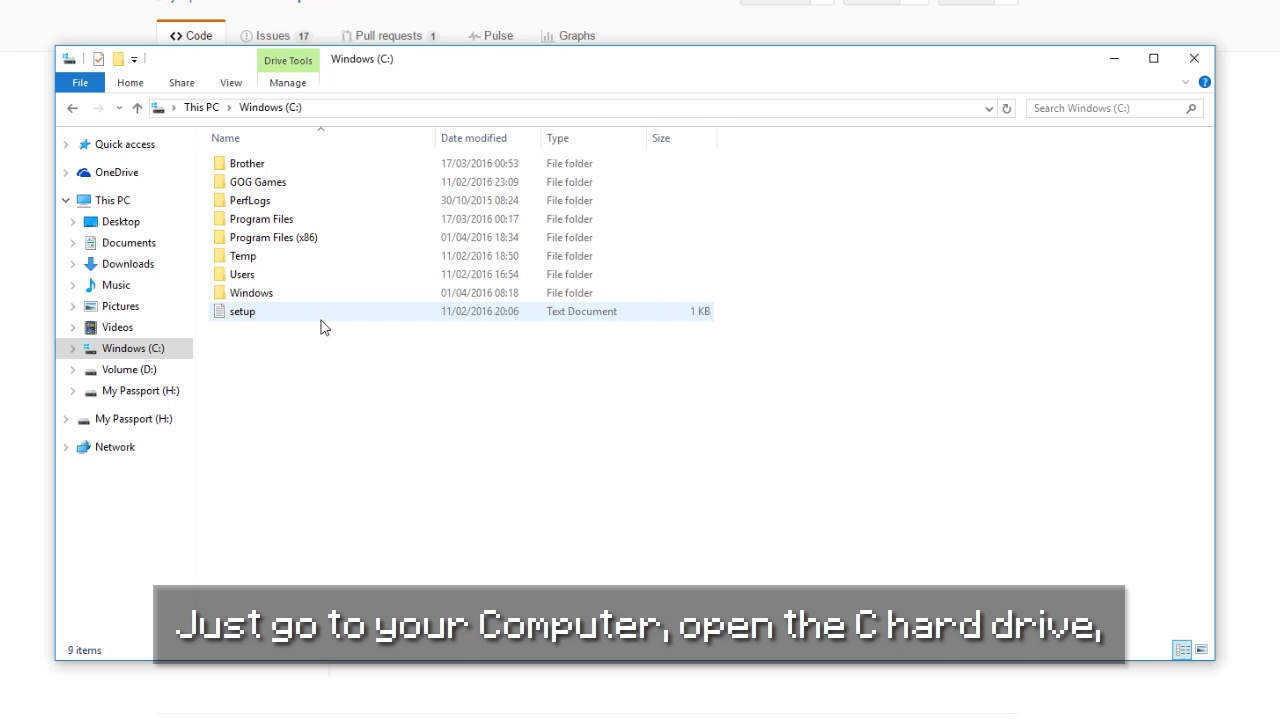 Code
Issues 17
Pull requests 1
Pulse
Graphs
Drive Tools
Windows (C:)
File
Home
Share
View
Manage
This PC
Windows (C:)
Search Windows (C:)
Name
Date modified
Type
Size
Quick access
OneDrive
This PC
Desktop
Documents
Downloads
Music
Pictures
Videos
Windows (C:)
Volume (D:)
My Passport (H:)
My Passport (H:)
Network
Brother 17/03/2016 00:53 File folder
GOG Games 11/02/2016 23:09 File folder
PerfLogs 30/10/2015 08:24 File folder
Program Files 17/03/2016 00:17 File folder
Program Files (x86) 01/04/2016 18:34 File folder
Temp 11/02/2016 18:50 File folder
Users 11/02/2016 16:54 File folder
Windows 01/04/2016 08:18 File folder
setup 11/02/2016 20:06 Text Document 1 KB
Just go to your Computer, open the C hard drive,
9 items